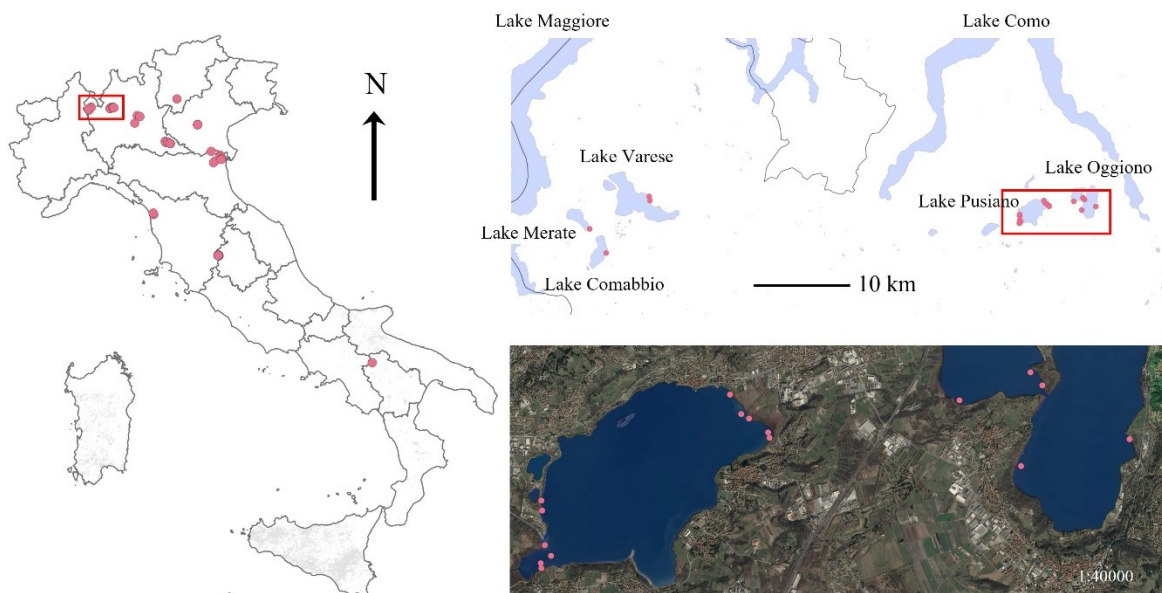 Lake Maggiore
Lake Como
N
Lake Varese
Lake Oggiono
Lake Pusiano
Lake Merate
Lake Comabbio
10 km
1:40000